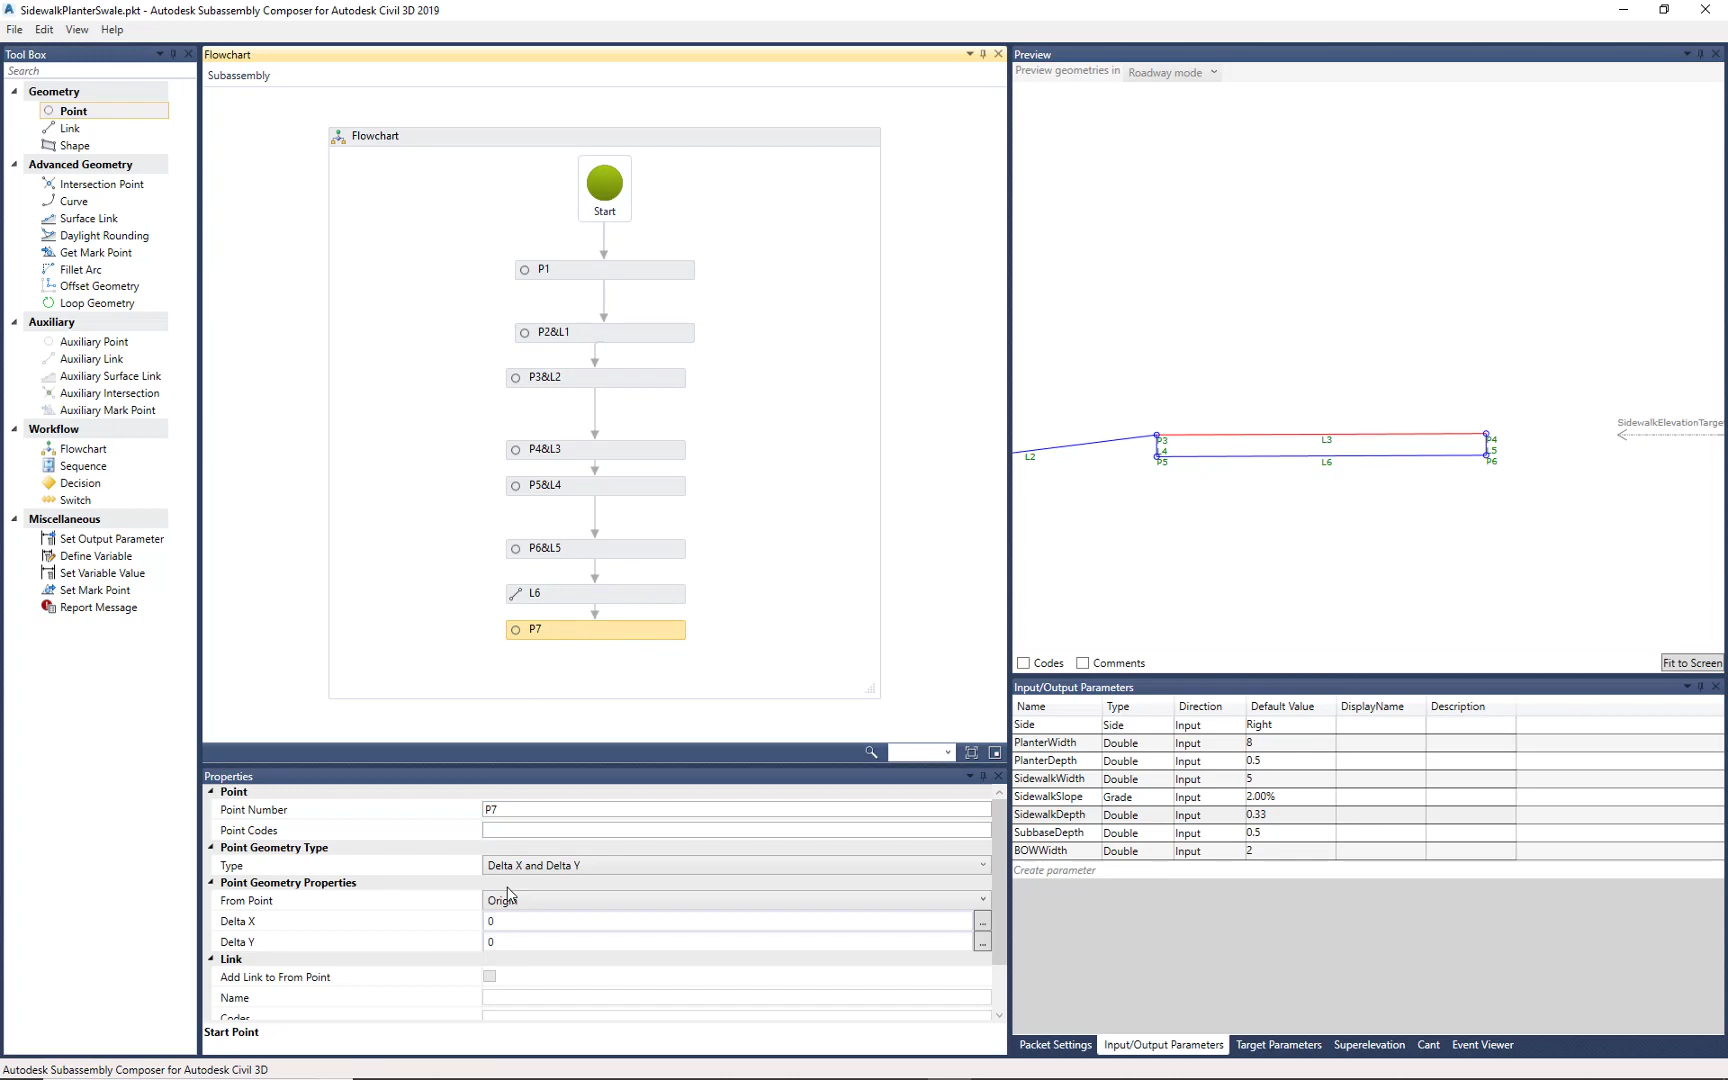 SidewalkPlanterSwale.pkt - Autodesk Subassembly Composer for Autodesk Civil 3D 2019
File Edit View Help
Tool Box
Search
Geometry
Point
Link
Shape
Advanced Geometry
Intersection Point
Curve
Surface Link
Daylight Rounding
Get Mark Point
Fillet Arc
Offset Geometry
Loop Geometry
Auxiliary
Auxiliary Point
Auxiliary Link
Auxiliary Surface Link
Auxiliary Intersection
Auxiliary Mark Point
Workflow
Flowchart
Sequence
Decision
Switch
Miscellaneous
Set Output Parameter
Define Variable
Set Variable Value
Set Mark Point
Report Message
Flowchart
Subassembly
Flowchart
Start
P1
P2&L1
P3&L2
P4&L3
P5&L4
P6&L5
L6
P7
Properties
Point
Point Number P7
Point Codes
Point Geometry Type
Type Delta X and Delta Y
Point Geometry Properties
From Point Origin
Delta X 0 ...
Delta Y 0 ...
Link
Add Link to From Point
Name
Codes
Start Point
Preview
Preview geometries in Roadway mode
SidewalkElevationTarge
P3 L3 P4
L2 L4 L5
P5 L6 P6
Codes Comments Fit to Screen
Input/Output Parameters
Name Type Direction Default Value DisplayName Description
Side Side Input Right
PlanterWidth Double Input 8
PlanterDepth Double Input 0.5
SidewalkWidth Double Input 5
SidewalkSlope Grade Input 2.00%
SidewalkDepth Double Input 0.33
SubbaseDepth Double Input 0.5
BOWWidth Double Input 2
Create parameter
Packet Settings Input/Output Parameters Target Parameters Superelevation Cant Event Viewer
Autodesk Subassembly Composer for Autodesk Civil 3D